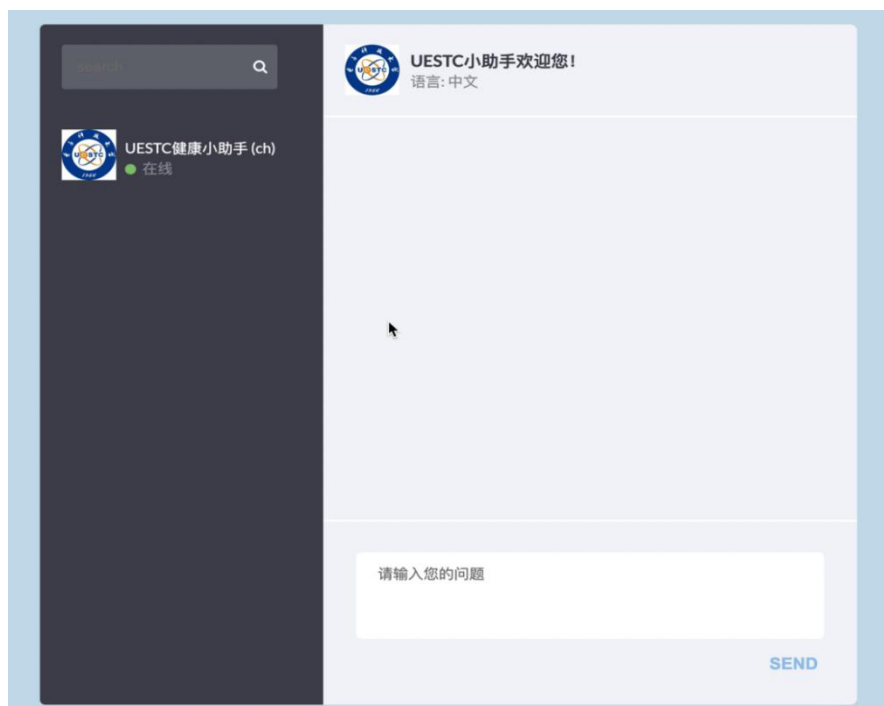 search
UESTC健康小助手 (ch)
在线
UESTC小助手欢迎您!
语言: 中文
请输入您的问题
SEND